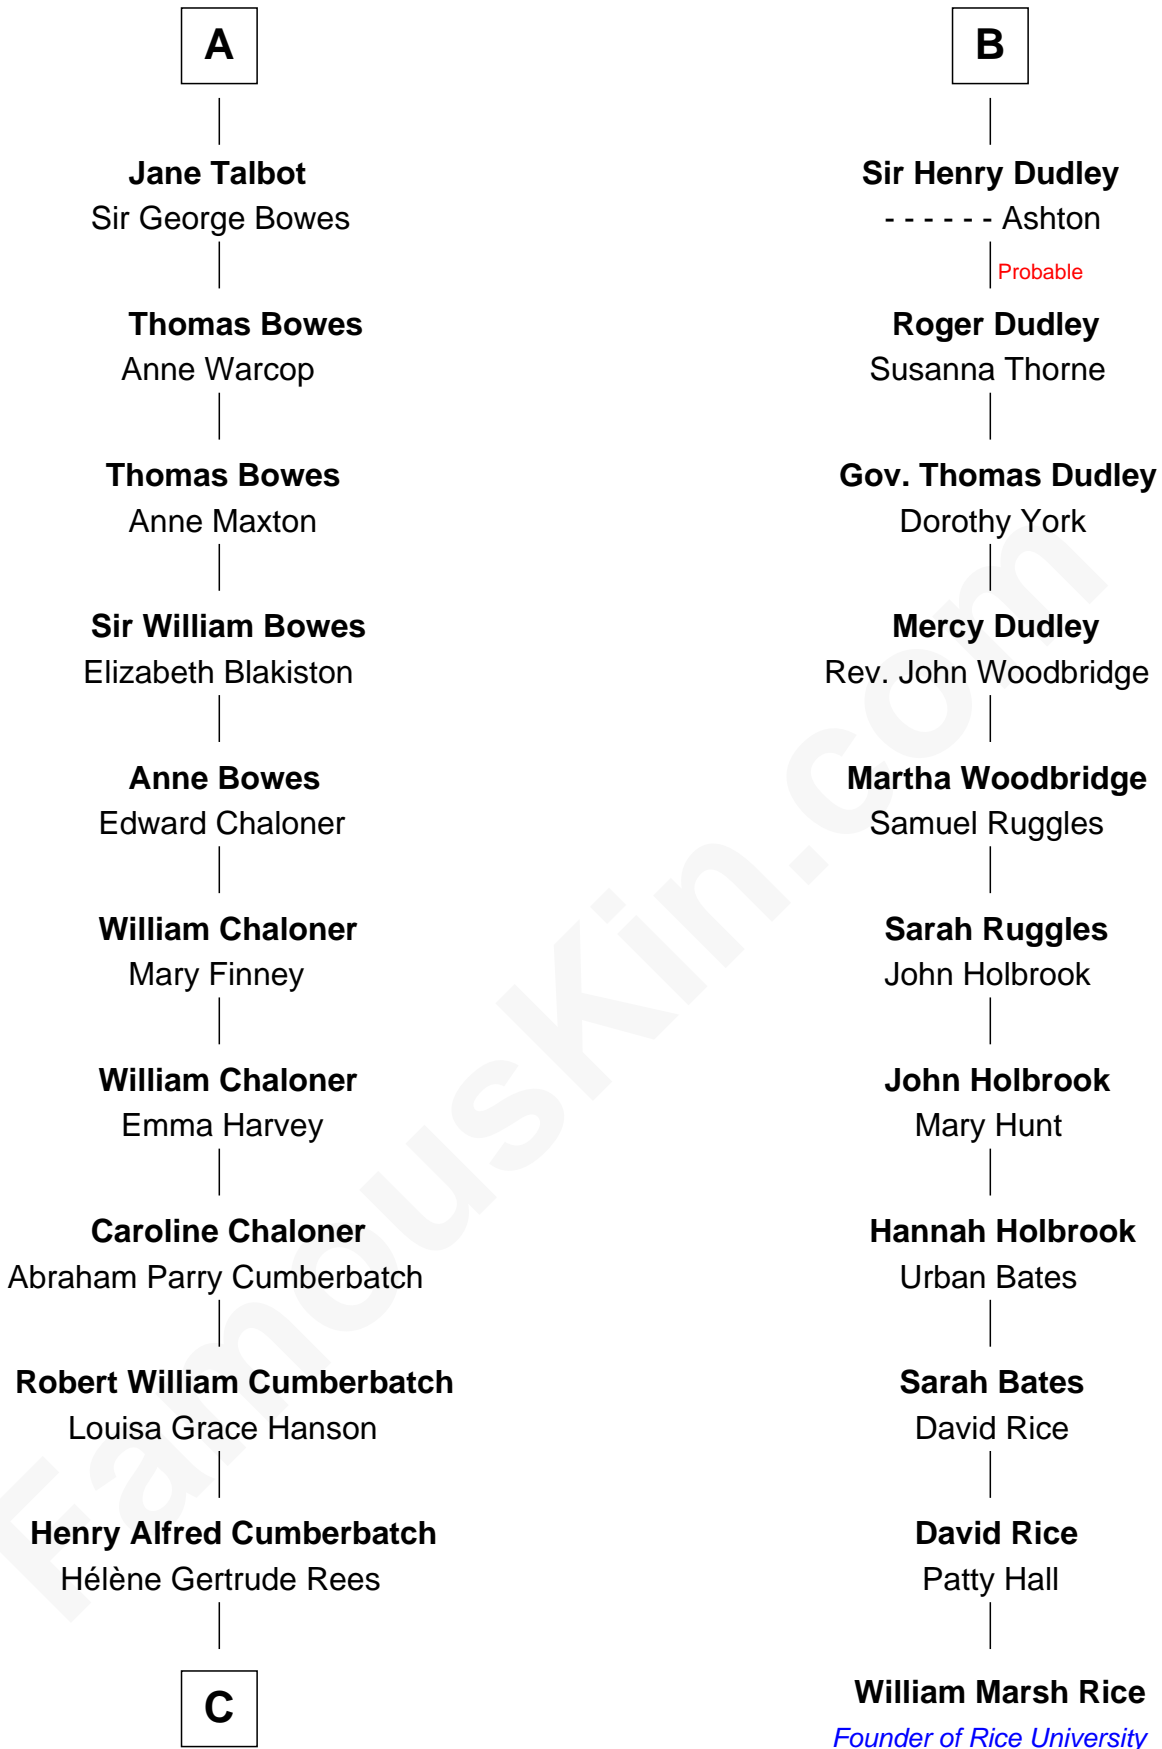 A
Jane Talbot
Sir George Bowes
Thomas Bowes
Anne Warcop
Thomas Bowes
Anne Maxton
Sir William Bowes
Elizabeth Blakiston
Anne Bowes
Edward Chaloner
William Chaloner
Mary Finney
William Chaloner
Emma Harvey
Caroline Chaloner
Abraham Parry Cumberbatch
Robert William Cumberbatch
Louisa Grace Hanson
Henry Alfred Cumberbatch
Hélène Gertrude Rees
C
B
Sir Henry Dudley
- - - - - - Ashton
Probable
Roger Dudley
Susanna Thorne
Gov. Thomas Dudley
Dorothy York
Mercy Dudley
Rev. John Woodbridge
Martha Woodbridge
Samuel Ruggles
Sarah Ruggles
John Holbrook
John Holbrook
Mary Hunt
Hannah Holbrook
Urban Bates
Sarah Bates
David Rice
David Rice
Patty Hall
William Marsh Rice
Founder of Rice University
FamousKin.com